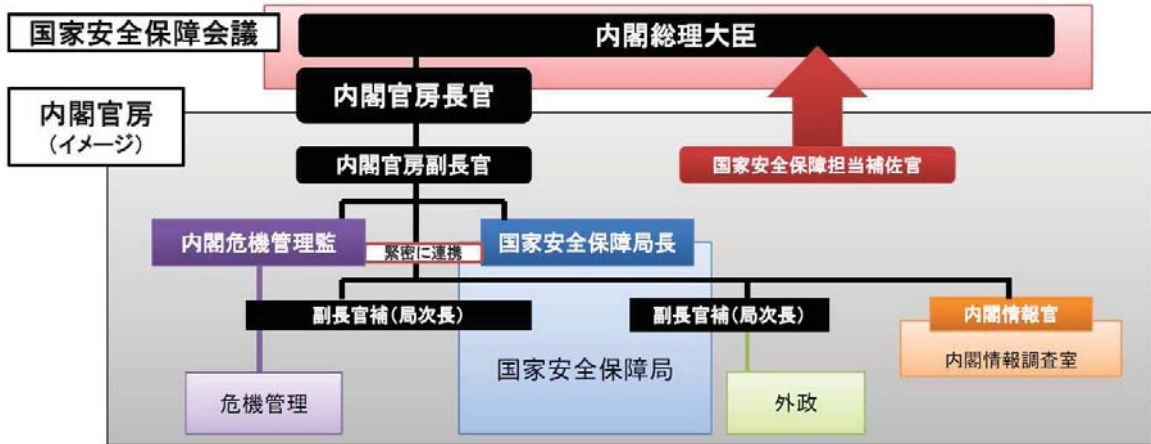 国家安全保障会議
内閣総理大臣
内閣官房長官
内閣官房
(イメージ)
内閣官房副長官
国家安全保障担当補佐官
内閣危機管理監
緊密に連携
国家安全保障局長
副長官補(局次長)
副長官補(局次長)
内閣情報官
内閣情報調査室
国家安全保障局
危機管理
外政